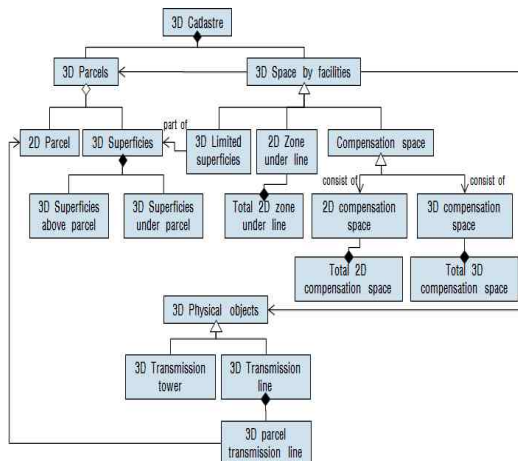 3D Cadastre
3D Parcels
3D Space by facilities
part of
2D Parcel
3D Superficies
3D Limited
superficies
2D Zone
under line
Compensation space
consist of
consist of
3D Superficies
above parcel
3D Superficies
under parcel
Total 2D zone
under line
2D compensation
space
3D compensation
space
Total 2D
compensation space
Total 3D
compensation space
3D Physical objects
3D Transmission
tower
3D Transmission
line
3D parcel
transmission line